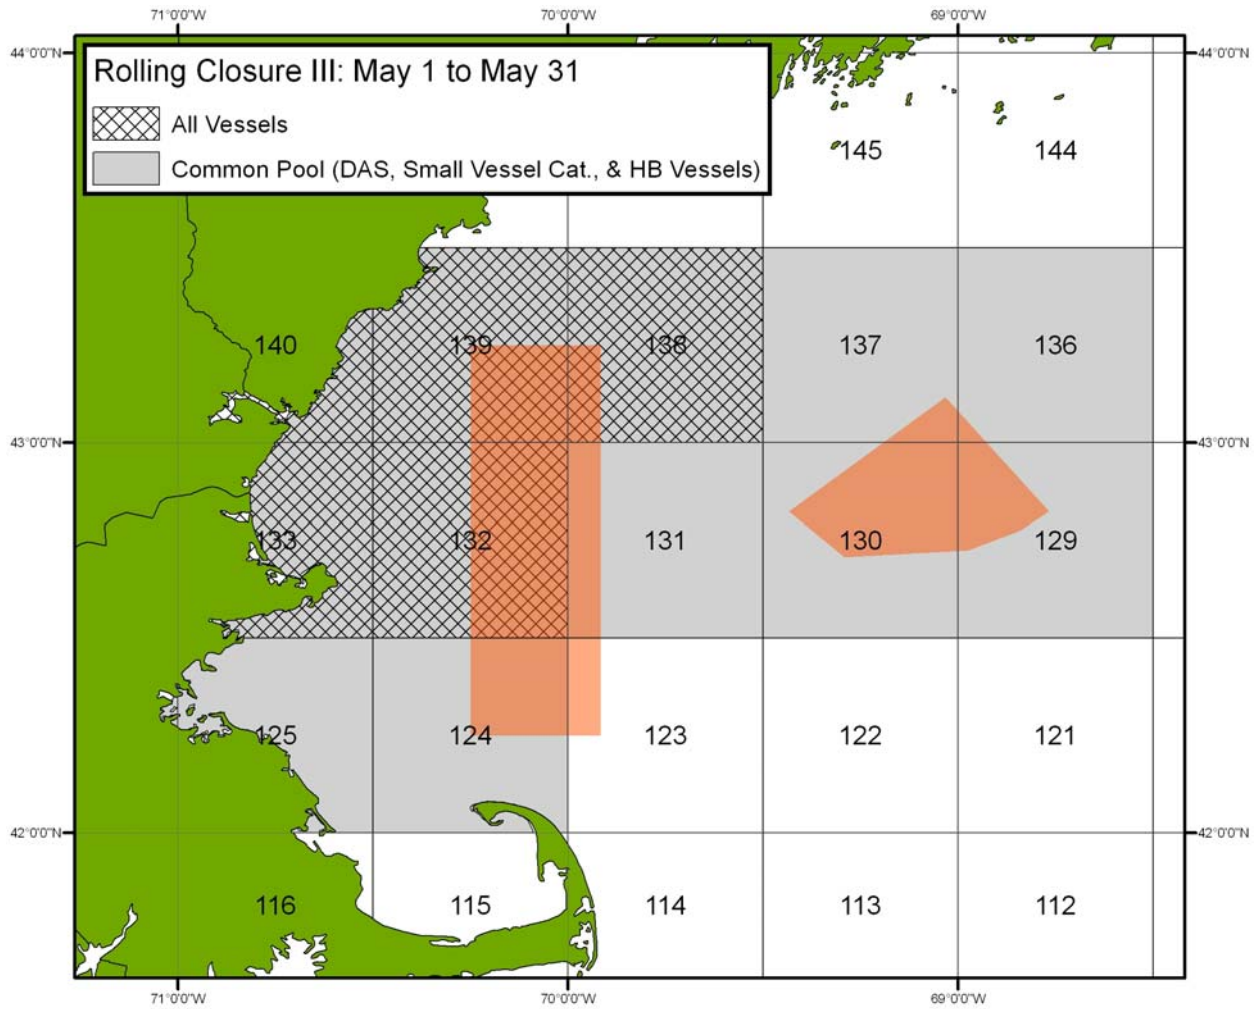 71°0'0"W 70°0'0"W 69°0'0"W
44°0'0"N 44°0'0"N
Rolling Closure III: May 1 to May 31
All Vessels
Common Pool (DAS, Small Vessel Cat., & HB Vessels)
145 144
140 139 138 137 136
43°0'0"N 43°0'0"N
133 132 131 130 129
125 124 123 122 121
42°0'0"N 42°0'0"N
116 115 114 113 112
71°0'0"W 70°0'0"W 69°0'0"W